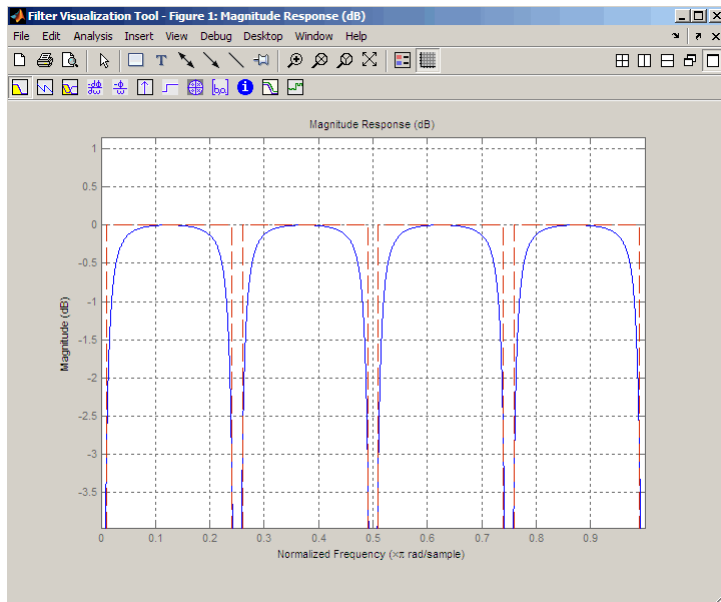 Filter Visualization Tool - Figure 1: Magnitude Response (dB)
File Edit Analysis Insert View Debug Desktop Window Help
Magnitude Response (dB)
1
0.5
0
-0.5
-1
-1.5
-2
-2.5
-3
-3.5
Magnitude (dB)
0 0.1 0.2 0.3 0.4 0.5 0.6 0.7 0.8 0.9
Normalized Frequency (×π rad/sample)